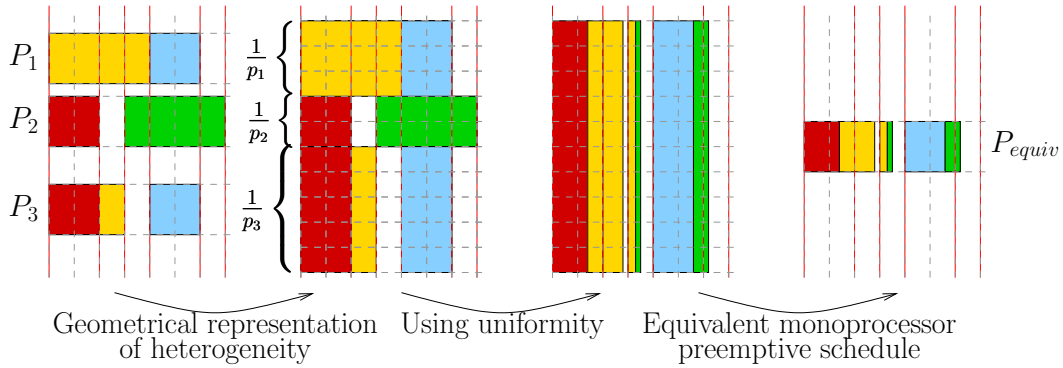 P₁
P₂
P₃
1/p₁
1/p₂
1/p₃
P_equiv
Geometrical representation
of heterogeneity
Using uniformity
Equivalent monoprocessor
preemptive schedule